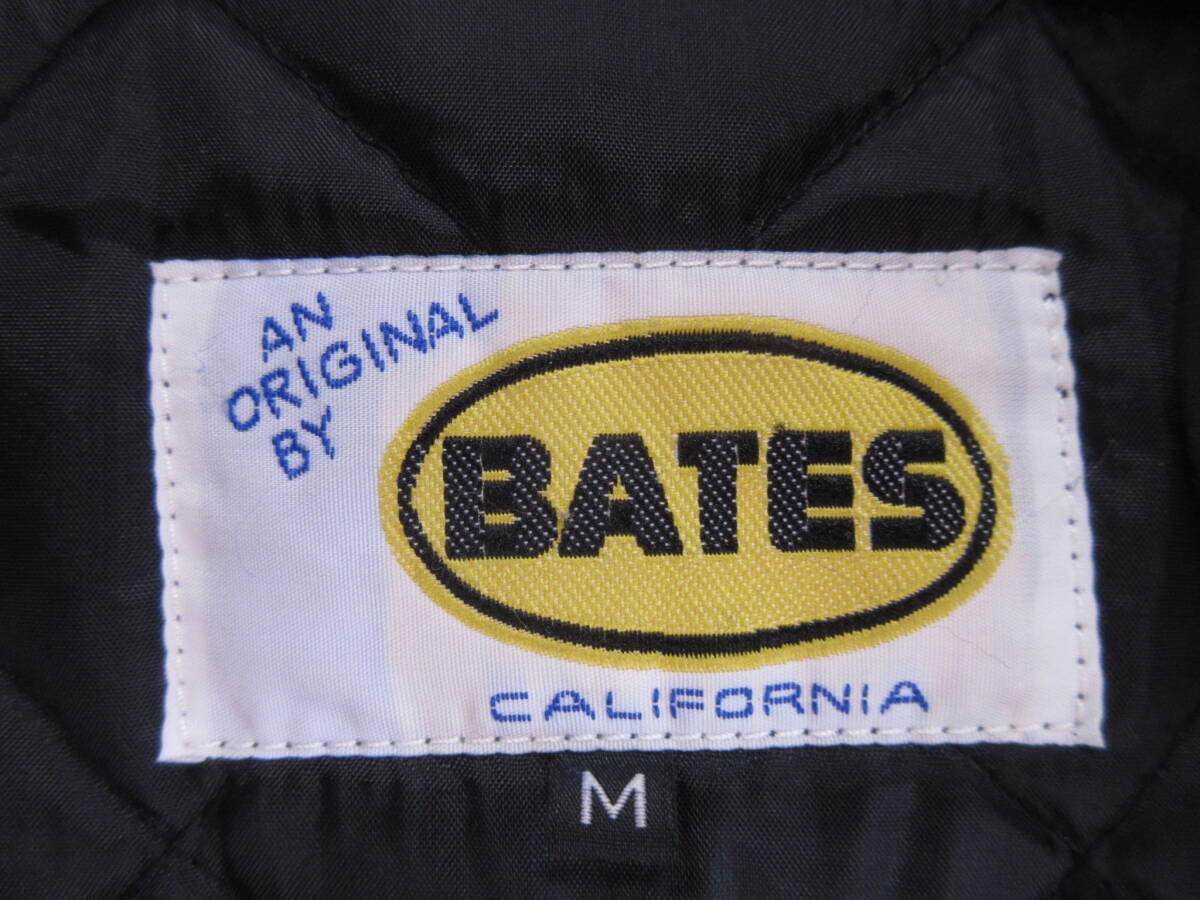 AN
ORIGINAL
BY
BATES
CALIFORNIA
M